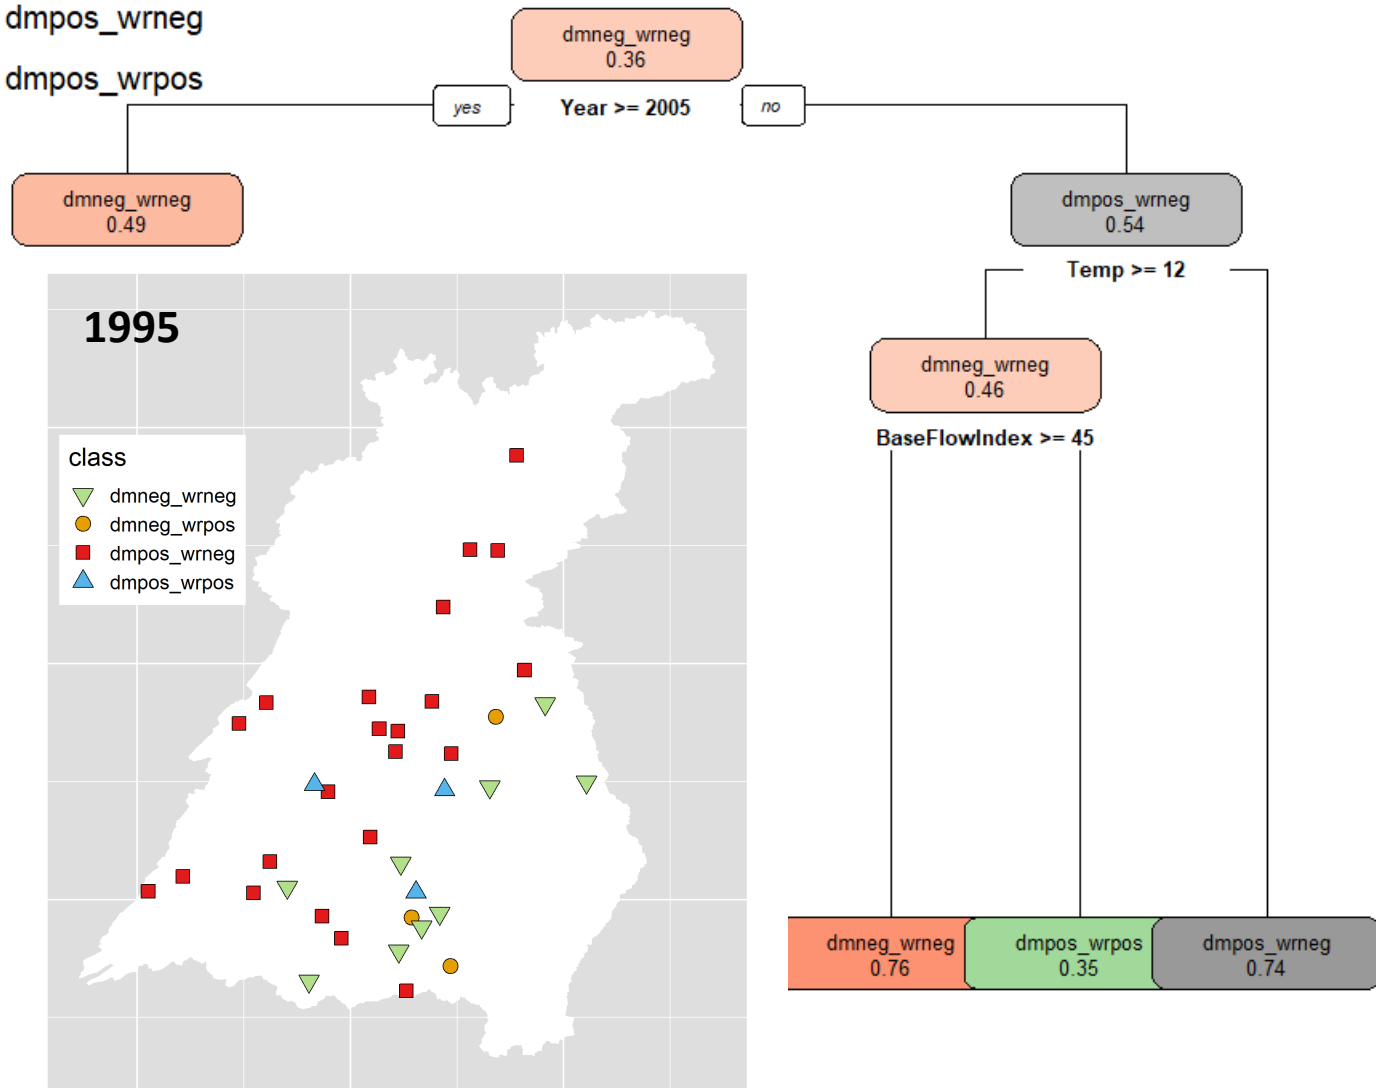 dmpos_wrneg
dmpos_wrpos
dmneg_wrneg
0.36
yes
Year >= 2005
no
dmneg_wrneg
0.49
dmpos_wrneg
0.54
Temp >= 12
dmneg_wrneg
0.46
BaseFlowIndex >= 45
dmneg_wrneg
0.76
dmpos_wrpos
0.35
dmpos_wrneg
0.74
1995
class
dmneg_wrneg
dmneg_wrpos
dmpos_wrneg
dmpos_wrpos